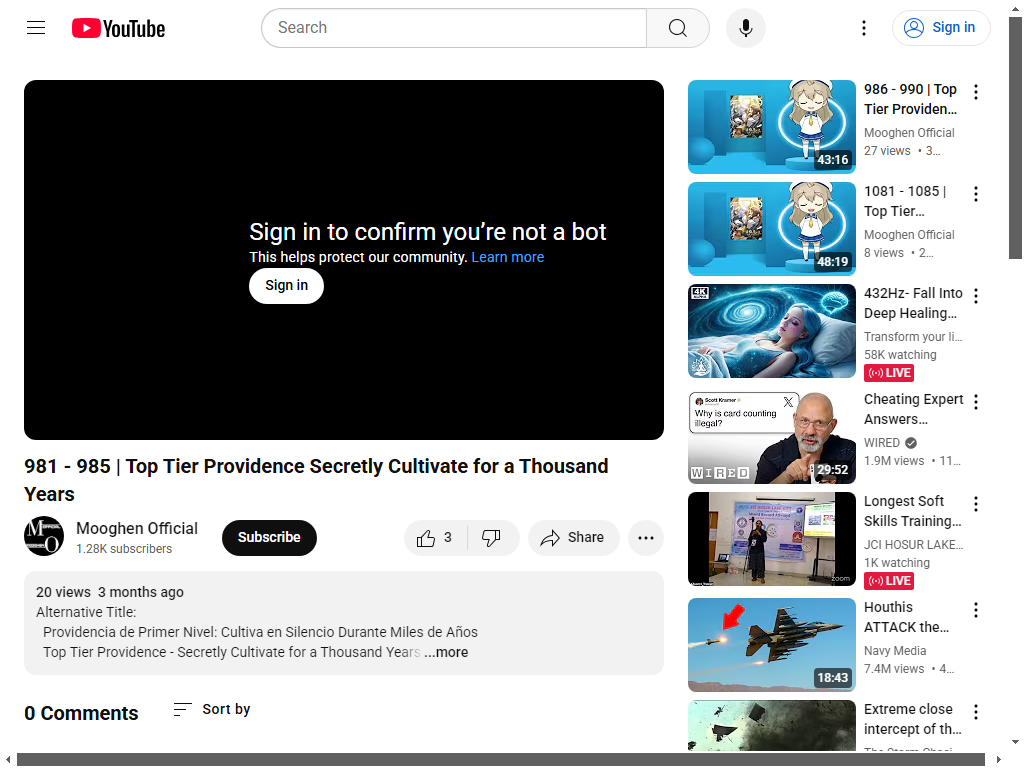 YouTube
Search
Sign in
Sign in to confirm you’re not a bot
This helps protect our community. Learn more
Sign in
981 - 985 | Top Tier Providence Secretly Cultivate for a Thousand
Years
Mooghen Official
1.28K subscribers
Subscribe
3
Share
20 views 3 months ago
Alternative Title:
Providencia de Primer Nivel: Cultiva en Silencio Durante Miles de Años
Top Tier Providence - Secretly Cultivate for a Thousand Years ...more
0 Comments
Sort by
43:16
986 - 990 | Top
Tier Providen...
Mooghen Official
27 views • 3...
48:19
1081 - 1085 |
Top Tier...
Mooghen Official
8 views • 2...
4K
432Hz- Fall Into
Deep Healing...
Transform your li...
58K watching
LIVE
Scott Kramer
Why is card counting
illegal?
WIRED
29:52
Cheating Expert
Answers...
WIRED
1.9M views • 11...
zoom
Longest Soft
Skills Training...
JCI HOSUR LAKE...
1K watching
LIVE
18:43
Houthis
ATTACK the...
Navy Media
7.4M views • 4...
Extreme close
intercept of th...